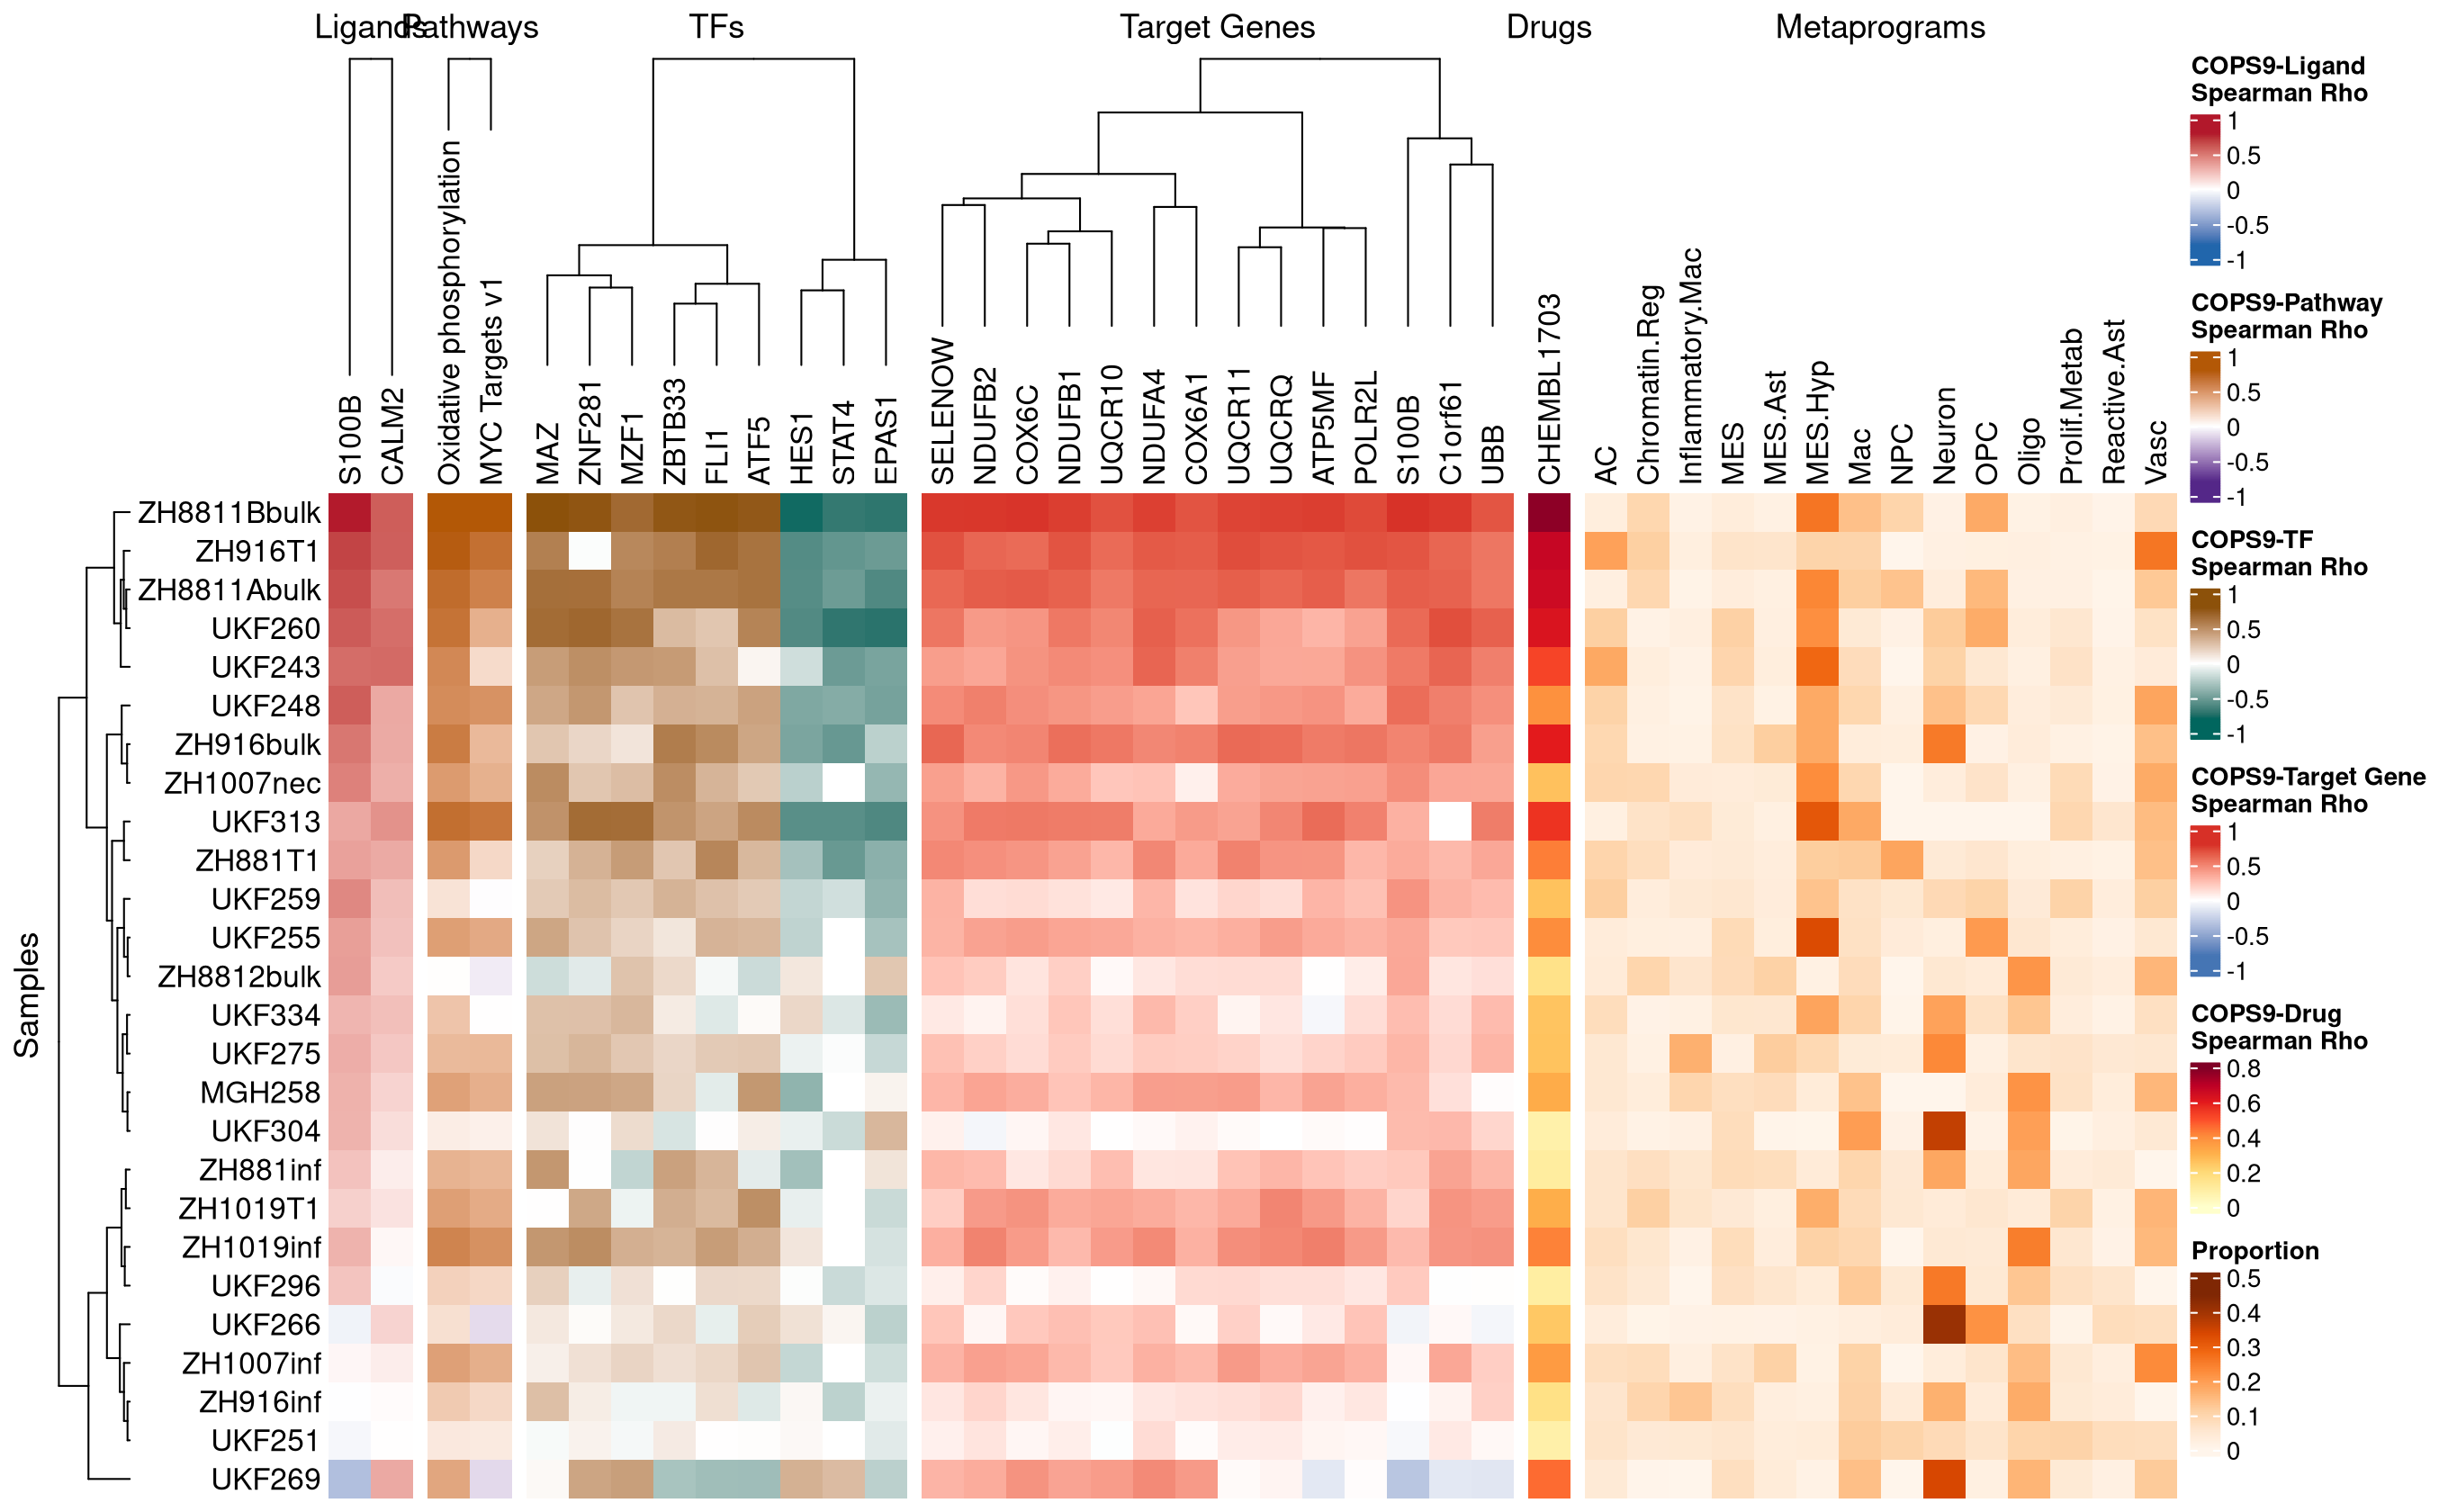 Ligands
Pathways
TFs
Target Genes
Drugs
Metaprograms
S100B
CALM2
Oxidative phosphorylation
MYC Targets v1
MAZ
ZNF281
MZF1
ZBTB33
FLI1
ATF5
HES1
STAT4
EPAS1
SELENOW
NDUFB2
COX6C
NDUFB1
UQCR10
NDUFA4
COX6A1
UQCR11
UQCRQ
ATP5MF
POLR2L
S100B
C1orf61
UBB
CHEMBL1703
AC
Chromatin.Reg
Inflammatory.Mac
MES
MES.Ast
MES.Hyp
Mac
NPC
Neuron
OPC
Oligo
Prolif.Metab
Reactive.Ast
Vasc
Samples
ZH8811Bbulk
ZH916T1
ZH8811Abulk
UKF260
UKF243
UKF248
ZH916bulk
ZH1007nec
UKF313
ZH881T1
UKF259
UKF255
ZH8812bulk
UKF334
UKF275
MGH258
UKF304
ZH881inf
ZH1019T1
ZH1019inf
UKF296
UKF266
ZH1007inf
ZH916inf
UKF251
UKF269
COPS9-Ligand
Spearman Rho
1
0.5
0
-0.5
-1
COPS9-Pathway
Spearman Rho
1
0.5
0
-0.5
-1
COPS9-TF
Spearman Rho
1
0.5
0
-0.5
-1
COPS9-Target Gene
Spearman Rho
1
0.5
0
-0.5
-1
COPS9-Drug
Spearman Rho
0.8
0.6
0.4
0.2
0
Proportion
0.5
0.4
0.3
0.2
0.1
0